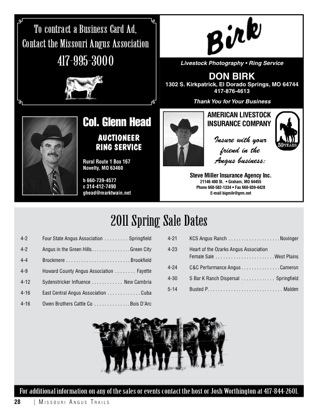 To contract a Business Card Ad,
Contact the Missouri Angus Association
417-995-3000
Birk
Livestock Photography • Ring Service
DON BIRK
1302 S. Kirkpatrick, El Dorado Springs, MO 64744
417-876-4613
Thank You for Your Business
Col. Glenn Head
AUCTIONEER
RING SERVICE
Rural Route 1 Box 167
Novelty, MO 63460
h 660-739-4577
c 314-412-7490
ghead@marktwain.net
AMERICAN LIVESTOCK
INSURANCE COMPANY
Insure with your
friend in the
Angus business:
50 YEARS
Steve Miller Insurance Agency Inc.
21146 400 St. • Graham, MO 64455
Phone 660-582-1334 • Fax 660-939-4428
E-mail bigmilr@grm.net
2011 Spring Sale Dates
4-2 Four State Angus Association . . . . . . . . . Springfield
4-2 Angus in the Green Hills. . . . . . . . . . . . . . Green City
4-4 Brockmere . . . . . . . . . . . . . . . . . . . . . . . . Brookfield
4-9 Howard County Angus Association . . . . . . . . Fayette
4-12 Sydenstricker Influence . . . . . . . . . . . . New Cambria
4-16 East Central Angus Association . . . . . . . . . . . . Cuba
4-16 Owen Brothers Cattle Co . . . . . . . . . . . . . Bois D'Arc
4-21 KCS Angus Ranch . . . . . . . . . . . . . . . . . . . Novinger
4-23 Heart of the Ozarks Angus Association
Female Sale . . . . . . . . . . . . . . . . . . . . . West Plains
4-24 C&C Performance Angus . . . . . . . . . . . . . . Cameron
4-30 S Bar K Ranch Dispersal . . . . . . . . . . . . Springfield
5-14 Busted P. . . . . . . . . . . . . . . . . . . . . . . . . . . Malden
For additional information on any of the sales or events contact the host or Josh Worthington at 417-844-2601.
28 | MISSOURI ANGUS TRAILS